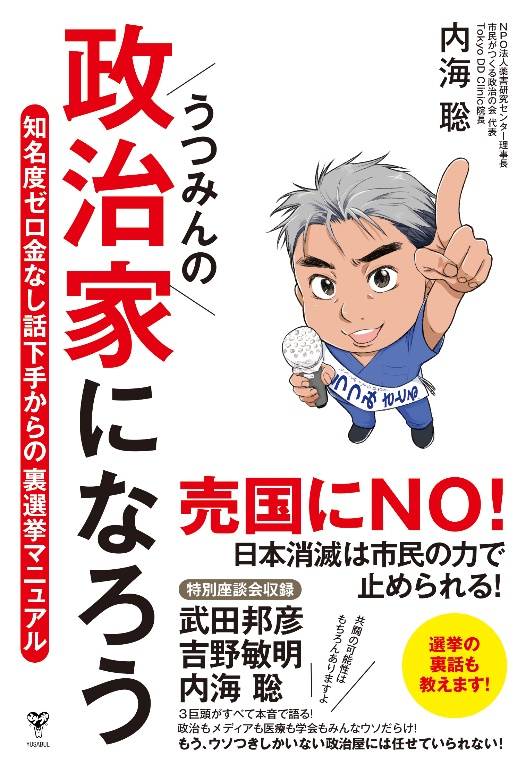 NPO法人薬害研究センター理事長
市民がつくる政治の会 代表
Tokyo DD Clinic院長
内海 聡
うつみんの
政治家になろう
知名度ゼロ金なし話下手からの裏選挙マニュアル
売国にNO!
日本消滅は市民の力で
止められる!
特別座談会収録
武田邦彦
吉野敏明
内海 聡
共闘の可能性は
もちろんありますよ
選挙の
裏話も
教えます!
3巨頭がすべて本音で語る!
政治もメディアも医療も学会もみんなウソだらけ!
もう、ウソつきしかいない政治屋には任せていられない!
YUSABUL